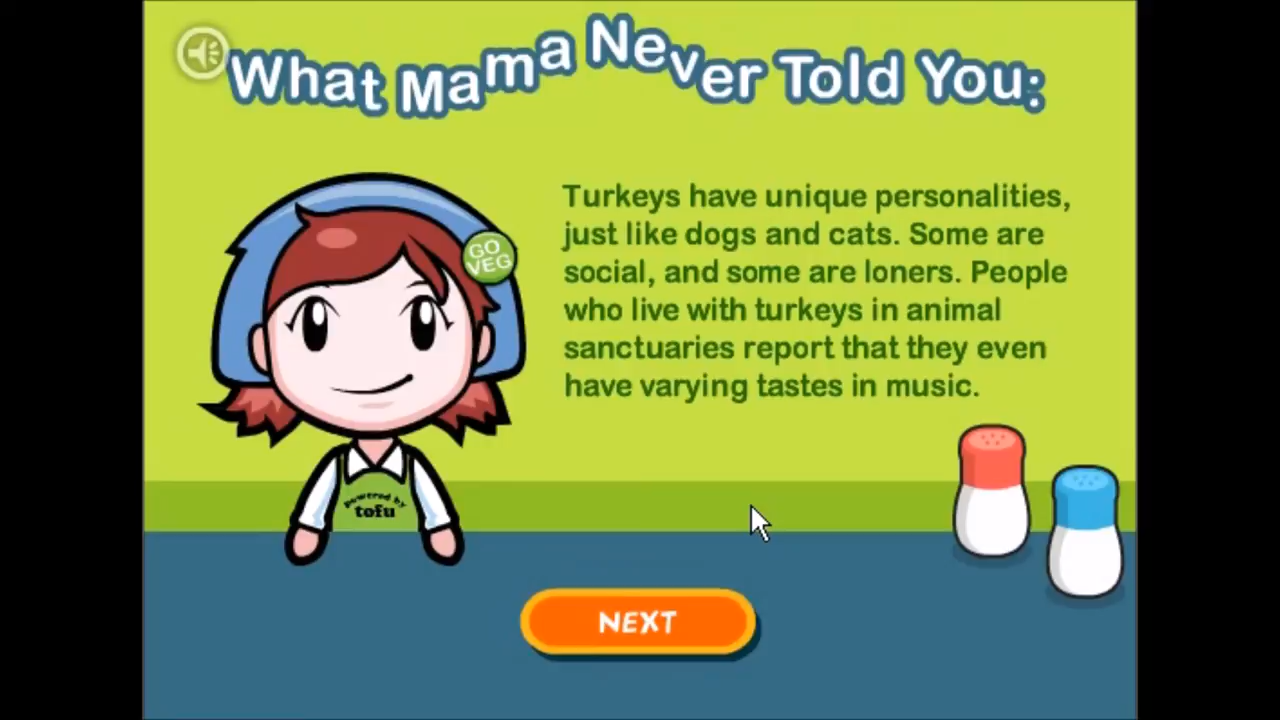 What Mama Never Told You:
Turkeys have unique personalities,
just like dogs and cats. Some are
social, and some are loners. People
who live with turkeys in animal
sanctuaries report that they even
have varying tastes in music.
GO
VEG
powered by
tofu
NEXT